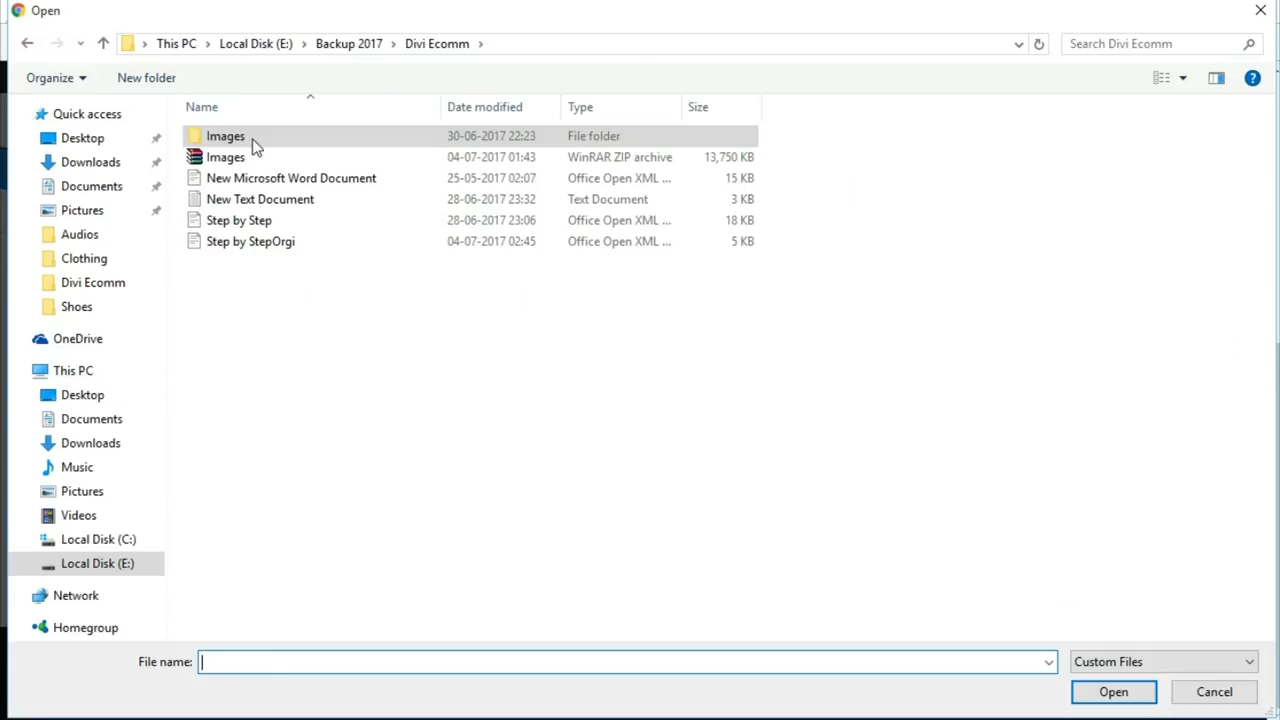 Open
This PC Local Disk (E:) Backup 2017 Divi Ecomm Search Divi Ecomm
Organize New folder
Name Date modified Type Size
Quick access
Desktop
Downloads
Documents
Pictures
Audios
Clothing
Divi Ecomm
Shoes
OneDrive
This PC
Desktop
Documents
Downloads
Music
Pictures
Videos
Local Disk (C:)
Local Disk (E:)
Network
Homegroup
Images 30-06-2017 22:23 File folder
Images 04-07-2017 01:43 WinRAR ZIP archive 13,750 KB
New Microsoft Word Document 25-05-2017 02:07 Office Open XML ... 15 KB
New Text Document 28-06-2017 23:32 Text Document 3 KB
Step by Step 28-06-2017 23:06 Office Open XML ... 18 KB
Step by StepOrgi 04-07-2017 02:45 Office Open XML ... 5 KB
File name: Custom Files
Open Cancel